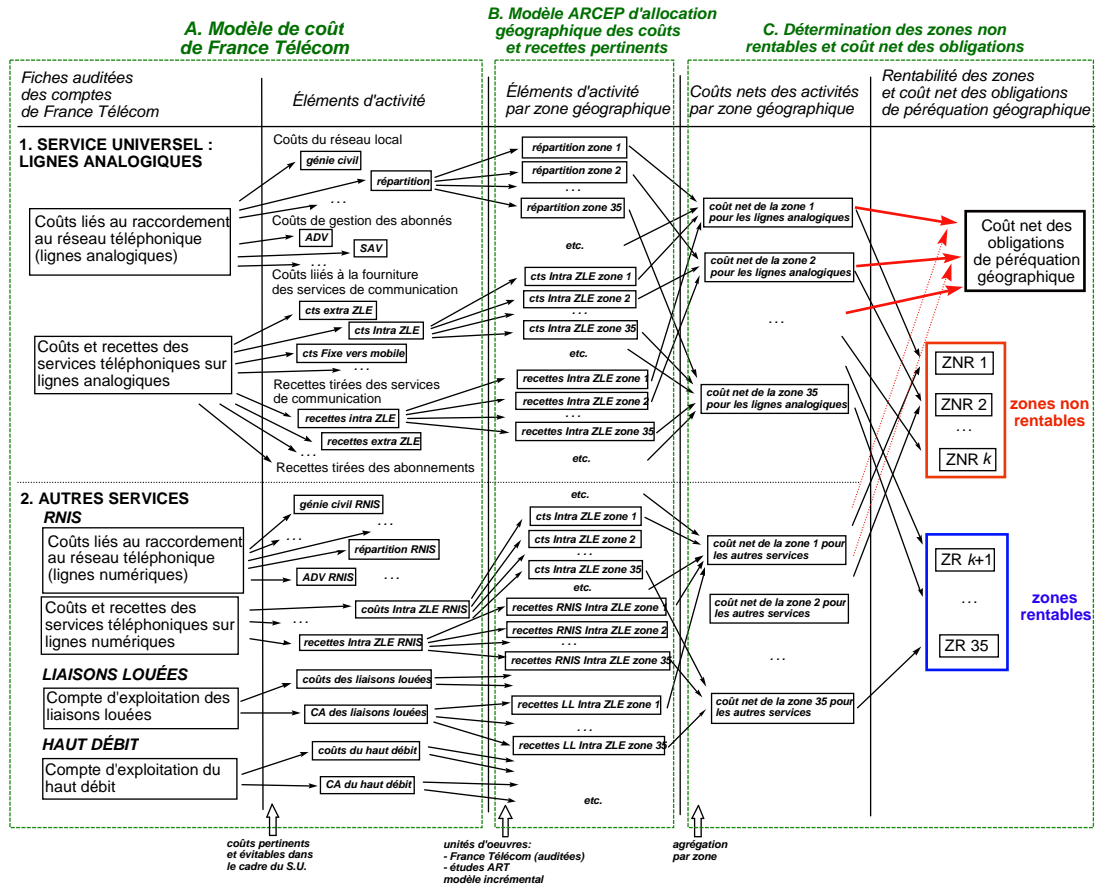 A. Modèle de coût
de France Télécom
B. Modèle ARCEP d'allocation
géographique des coûts
et recettes pertinents
C. Détermination des zones non
rentables et coût net des obligations
Fiches auditées
des comptes
de France Télécom
Éléments d'activité
Éléments d'activité
par zone géographique
Coûts nets des activités
par zone géographique
Rentabilité des zones
et coût net des obligations
de péréquation géographique
1. SERVICE UNIVERSEL :
LIGNES ANALOGIQUES
Coûts liés au raccordement
au réseau téléphonique
(lignes analogiques)
Coûts et recettes des
services téléphoniques sur
lignes analogiques
Coûts du réseau local
génie civil
répartition
...
Coûts de gestion des abonnés
ADV
SAV
...
Coûts liiés à la fourniture
des services de communication
cts extra ZLE
cts Intra ZLE
cts Fixe vers mobile
...
Recettes tirées des services
de communication
recettes intra ZLE
recettes extra ZLE
...
Recettes tirées des abonnements
répartition zone 1
répartition zone 2
...
répartition zone 35
etc.
cts Intra ZLE zone 1
cts Intra ZLE zone 2
...
cts Intra ZLE zone 35
etc.
recettes Intra ZLE zone 1
recettes Intra ZLE zone 2
...
recettes Intra ZLE zone 35
etc.
coût net de la zone 1
pour les lignes analogiques
coût net de la zone 2
pour les lignes analogiques
...
coût net de la zone 35
pour les lignes analogiques
Coût net des
obligations
de péréquation
géographique
ZNR 1
ZNR 2
...
ZNR k
zones non
rentables
2. AUTRES SERVICES
RNIS
Coûts liés au raccordement
au réseau téléphonique
(lignes numériques)
Coûts et recettes des
services téléphoniques sur
lignes numériques
LIAISONS LOUÉES
Compte d'exploitation des
liaisons louées
HAUT DÉBIT
Compte d'exploitation du
haut débit
génie civil RNIS
...
...
répartition RNIS
ADV RNIS
...
coûts Intra ZLE RNIS
...
recettes Intra ZLE RNIS
coûts des liaisons louées
CA des liaisons louées
coûts du haut débit
CA du haut débit
etc.
cts Intra ZLE zone 1
cts Intra ZLE zone 2
...
cts Intra ZLE zone 35
etc.
recettes RNIS Intra ZLE zone 1
recettes RNIS Intra ZLE zone 2
...
recettes RNIS Intra ZLE zone 35
recettes LL Intra ZLE zone 1
...
recettes LL Intra ZLE zone 35
etc.
coût net de la zone 1 pour
les autres services
coût net de la zone 2 pour
les autres services
...
coût net de la zone 35 pour
les autres services
ZR k+1
...
ZR 35
zones
rentables
coûts pertinents
et évitables dans
le cadre du S.U.
unités d'oeuvres:
- France Télécom (auditées)
- études ART
modèle incrémental
agrégation
par zone